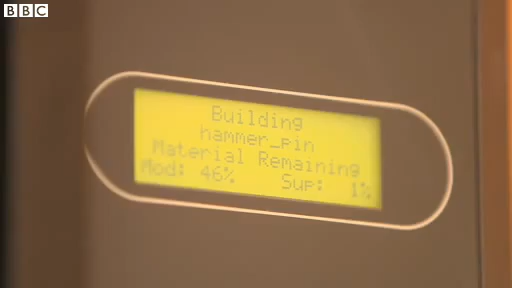 BBC
Building
hammer_pin
Material Remaining
Mod: 46% Sup: 1%